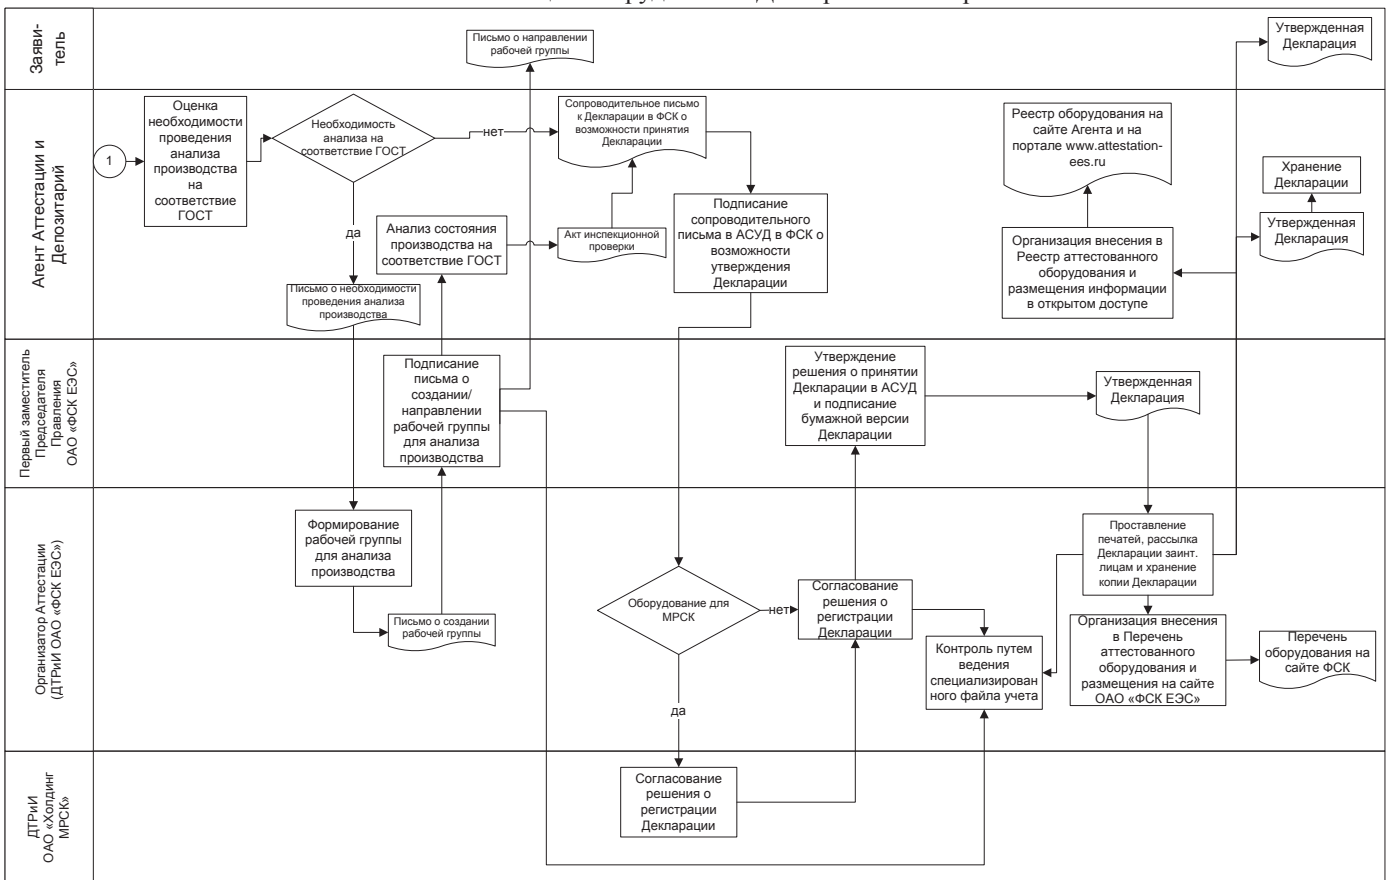 Заяви-
тель
Письмо о направлении
рабочей группы
Утвержденная
Декларация
Агент Аттестации и
Депозитарий
1
Оценка
необходимости
проведения
анализа
производства
на
соответствие
ГОСТ
Необходимость
анализа на
соответствие ГОСТ
нет
да
Сопроводительное письмо
к Декларации в ФСК о
возможности принятия
Декларации
Анализ состояния
производства на
соответствие ГОСТ
Акт инспекционной
проверки
Подписание
сопроводительного
письма в АСУД в ФСК о
возможности
утверждения
Декларации
Письмо о необходимости
проведения анализа
производства
Реестр оборудования на
сайте Агента и на
портале www.attestation-
ees.ru
Организация внесения в
Реестр аттестованного
оборудования и
размещения информации
в открытом доступе
Хранение
Декларации
Утвержденная
Декларация
Первый заместитель
Председателя
Правления
ОАО «ФСК ЕЭС»
Подписание
письма о
создании/
направлении
рабочей группы
для анализа
производства
Утверждение
решения о принятии
Декларации в АСУД
и подписание
бумажной версии
Декларации
Утвержденная
Декларация
Организатор Аттестации
(ДТРиИ ОАО «ФСК ЕЭС»)
Формирование
рабочей группы
для анализа
производства
Письмо о создании
рабочей группы
Оборудование для
МРСК
нет
да
Согласование
решения о
регистрации
Декларации
Контроль путем
ведения
специализирован
ного файла учета
Проставление
печатей, рассылка
Декларации заинт.
лицам и хранение
копии Декларации
Организация внесения
в Перечень
аттестованного
оборудования и
размещения на сайте
ОАО «ФСК ЕЭС»
Перечень
оборудования на
сайте ФСК
ДТРиИ
ОАО «Холдинг
МРСК»
Согласование
решения о
регистрации
Декларации